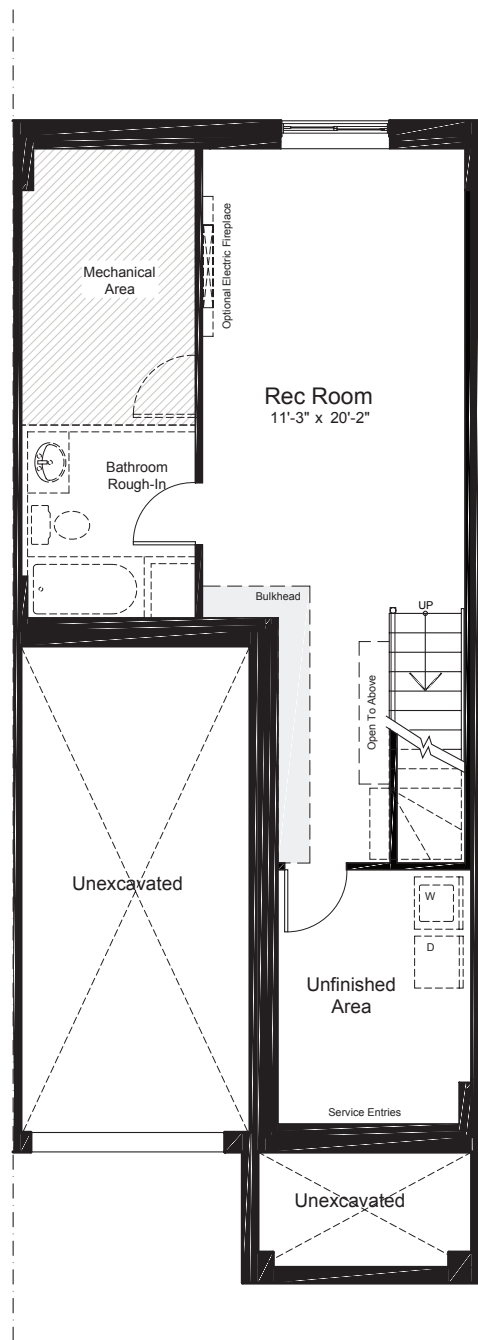 Mechanical
Area
Optional Electric Fireplace
Rec Room
11'-3" x 20'-2"
Bathroom
Rough-In
Bulkhead
UP
Open To Above
Unexcavated
W
D
Unfinished
Area
Service Entries
Unexcavated